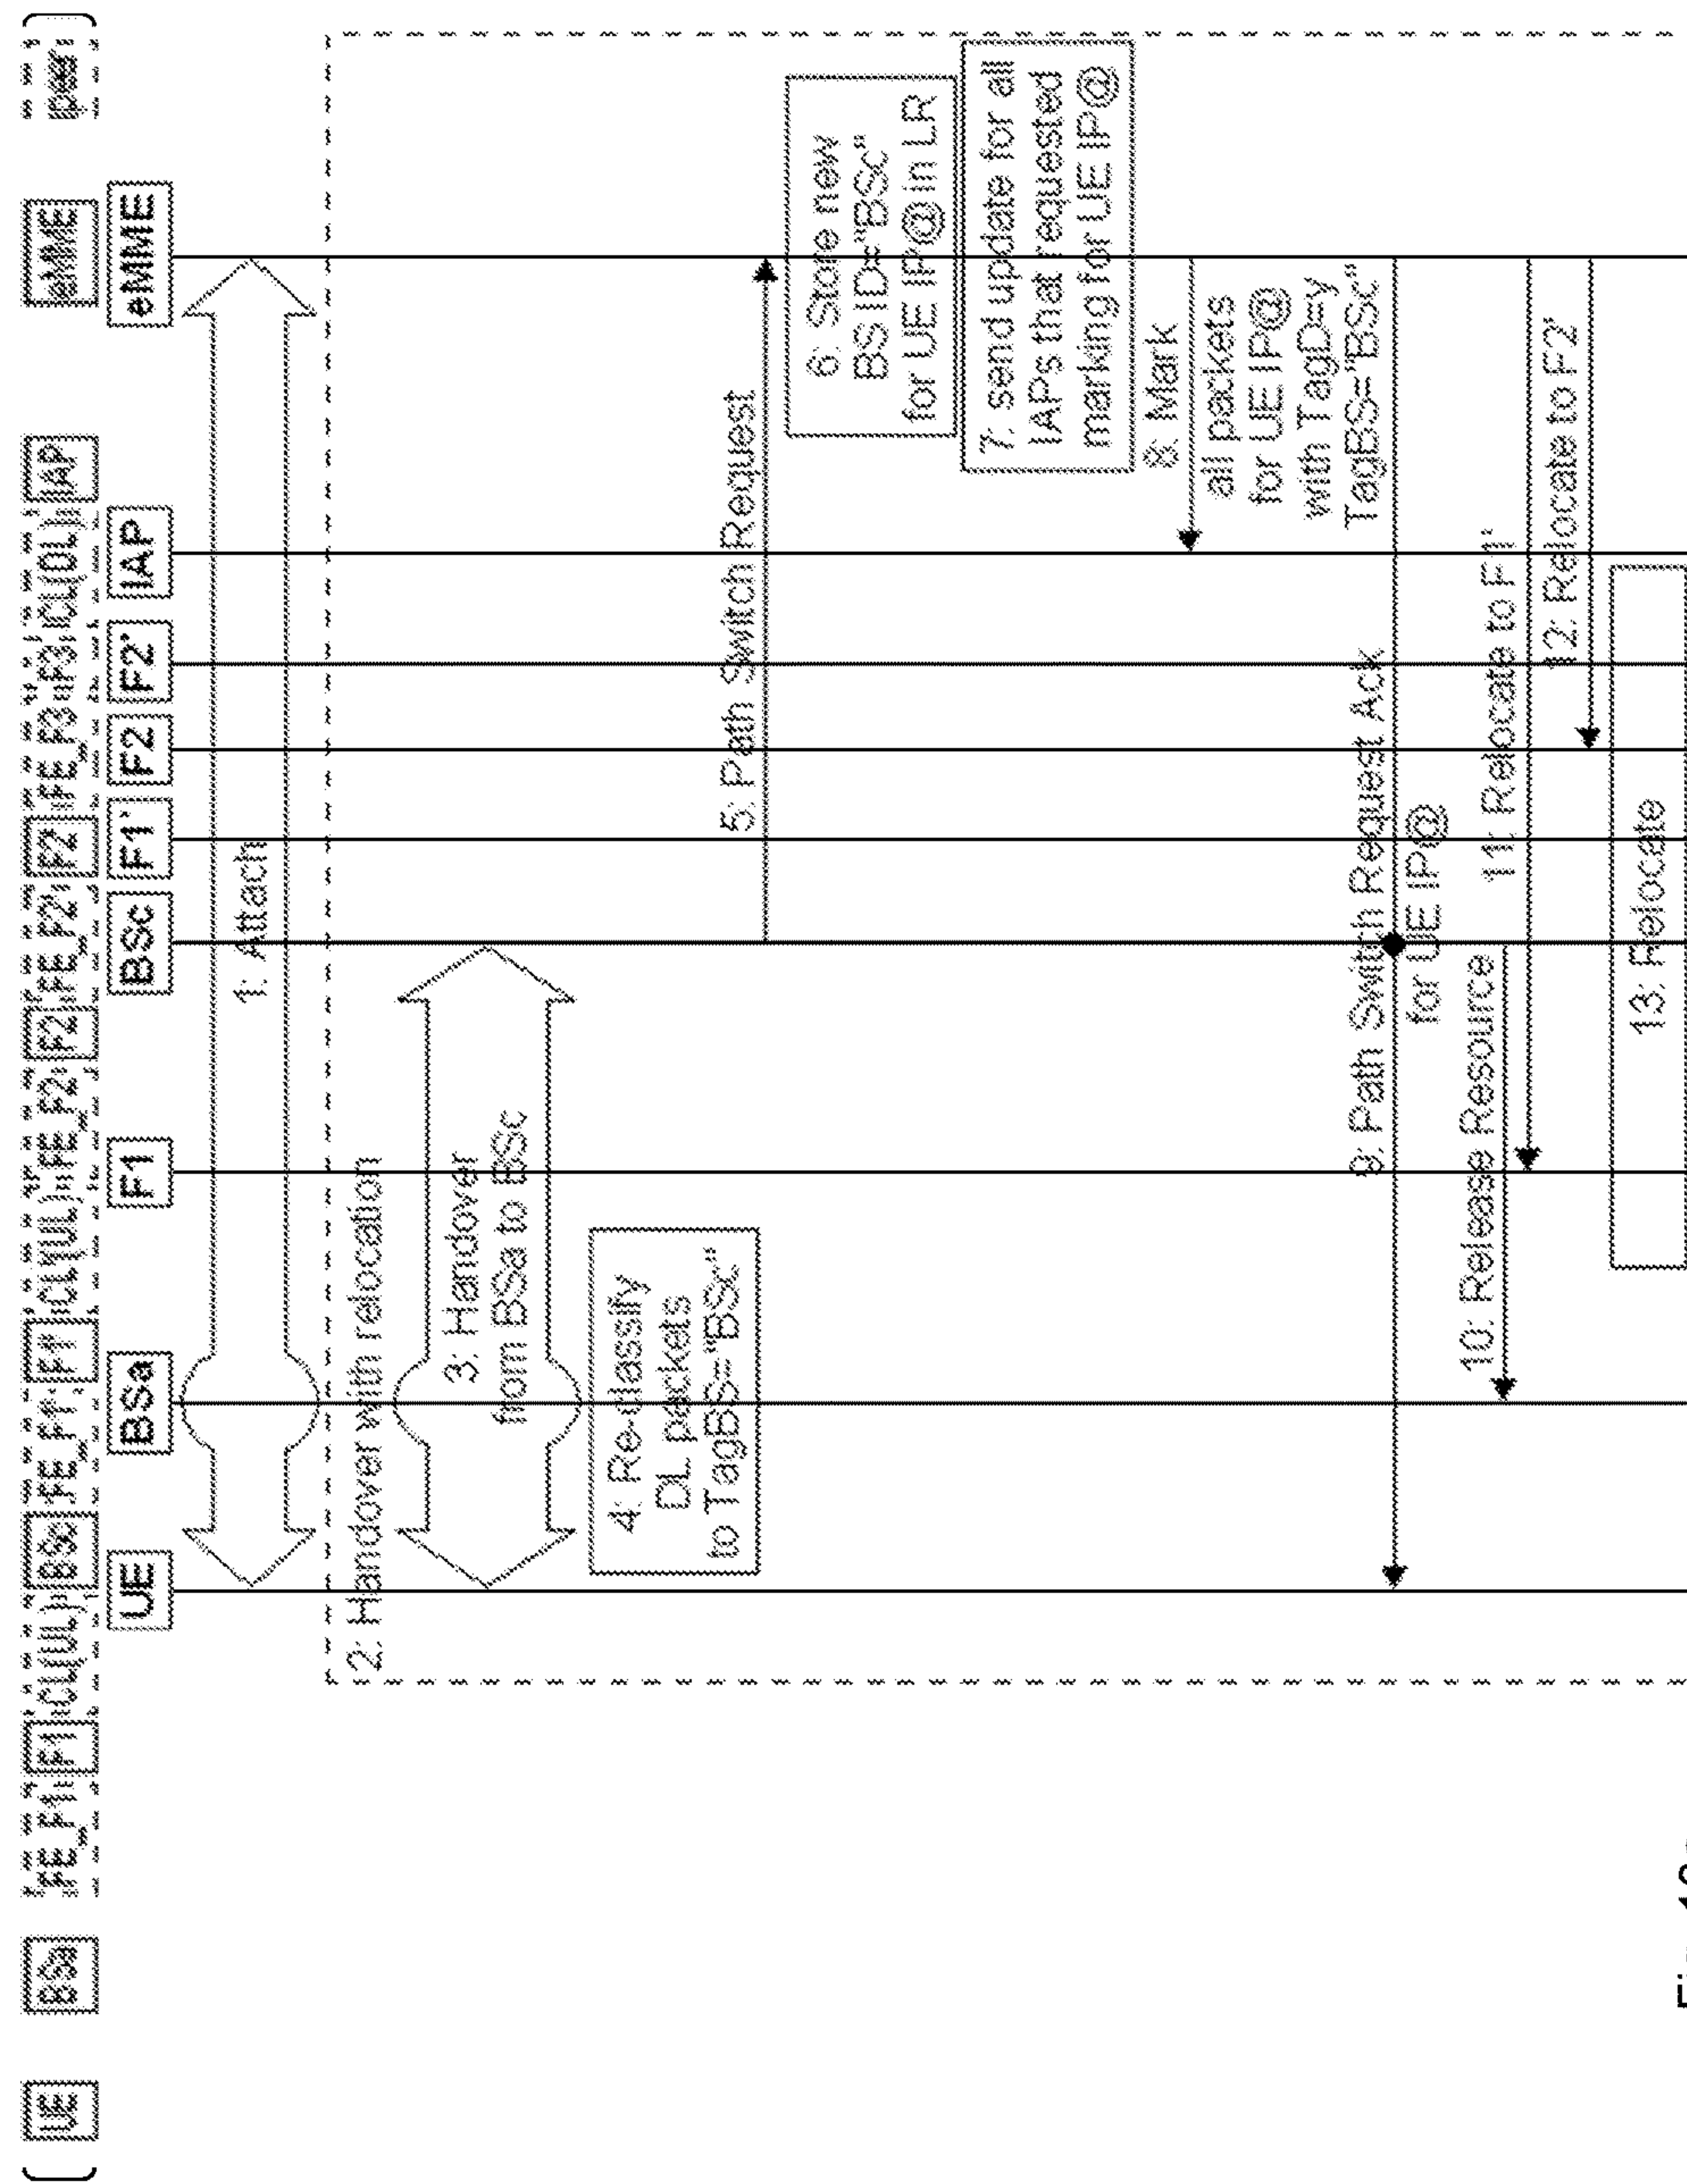 UE BSa F1 BSc F1' F2 F2' IAP eMME
1: Attach
2: Handover with relocation
3: Handover
from BSa to BSc
4: Re-classify
DL packets
to TagBS="BSc"
5: Path Switch Request
6: Store new
BS ID="BSc"
for UE IP@ in LR
7: send update for all
IAPs that requested
marking for UE IP@
8: Mark
all packets
for UE IP@
with TagD=y
TagBS="BSc"
9: Path Switch Request Ack
for UE IP@
10: Release Resource
11: Relocate to F1'
12: Relocate to F2'
13: Relocate